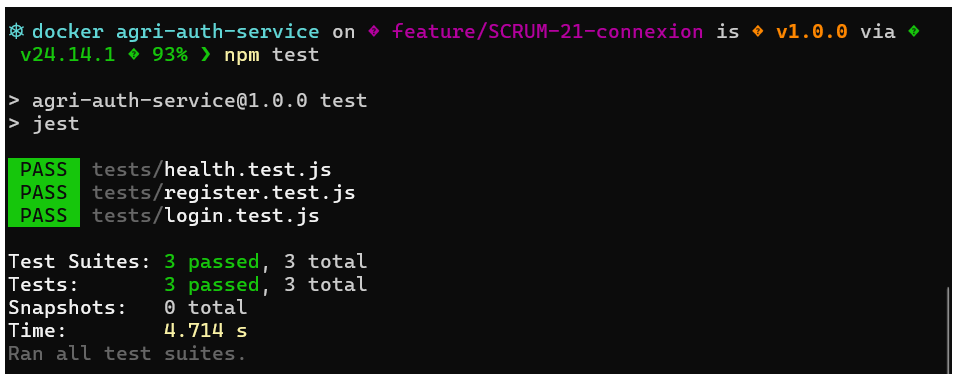 ⎈ docker agri-auth-service on � feature/SCRUM-21-connexion is � v1.0.0 via �
v24.14.1 � 93% ❯ npm test
> agri-auth-service@1.0.0 test
> jest
PASS tests/health.test.js
PASS tests/register.test.js
PASS tests/login.test.js
Test Suites: 3 passed, 3 total
Tests: 3 passed, 3 total
Snapshots: 0 total
Time: 4.714 s
Ran all test suites.